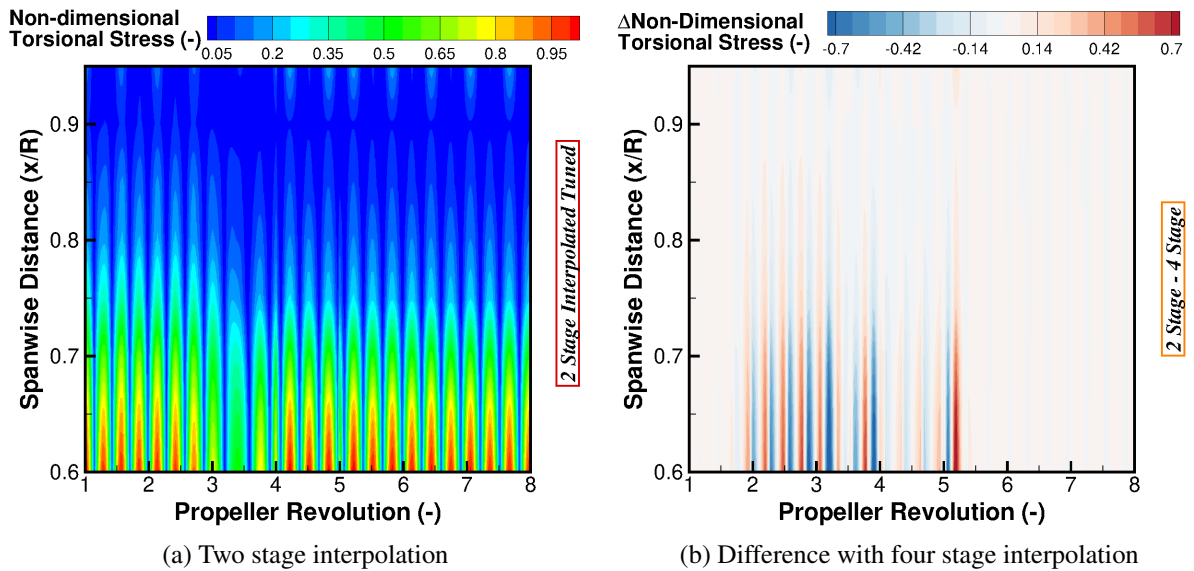 Non-dimensional
Torsional Stress (-)
0.05 0.2 0.35 0.5 0.65 0.8 0.95
Spanwise Distance (x/R)
0.9
0.8
0.7
0.6
1 2 3 4 5 6 7 8
Propeller Revolution (-)
2 Stage Interpolated Tuned
(a) Two stage interpolation
ΔNon-Dimensional
Torsional Stress (-)
-0.7 -0.42 -0.14 0.14 0.42 0.7
Spanwise Distance (x/R)
0.9
0.8
0.7
0.6
1 2 3 4 5 6 7 8
Propeller Revolution (-)
2 Stage - 4 Stage
(b) Difference with four stage interpolation